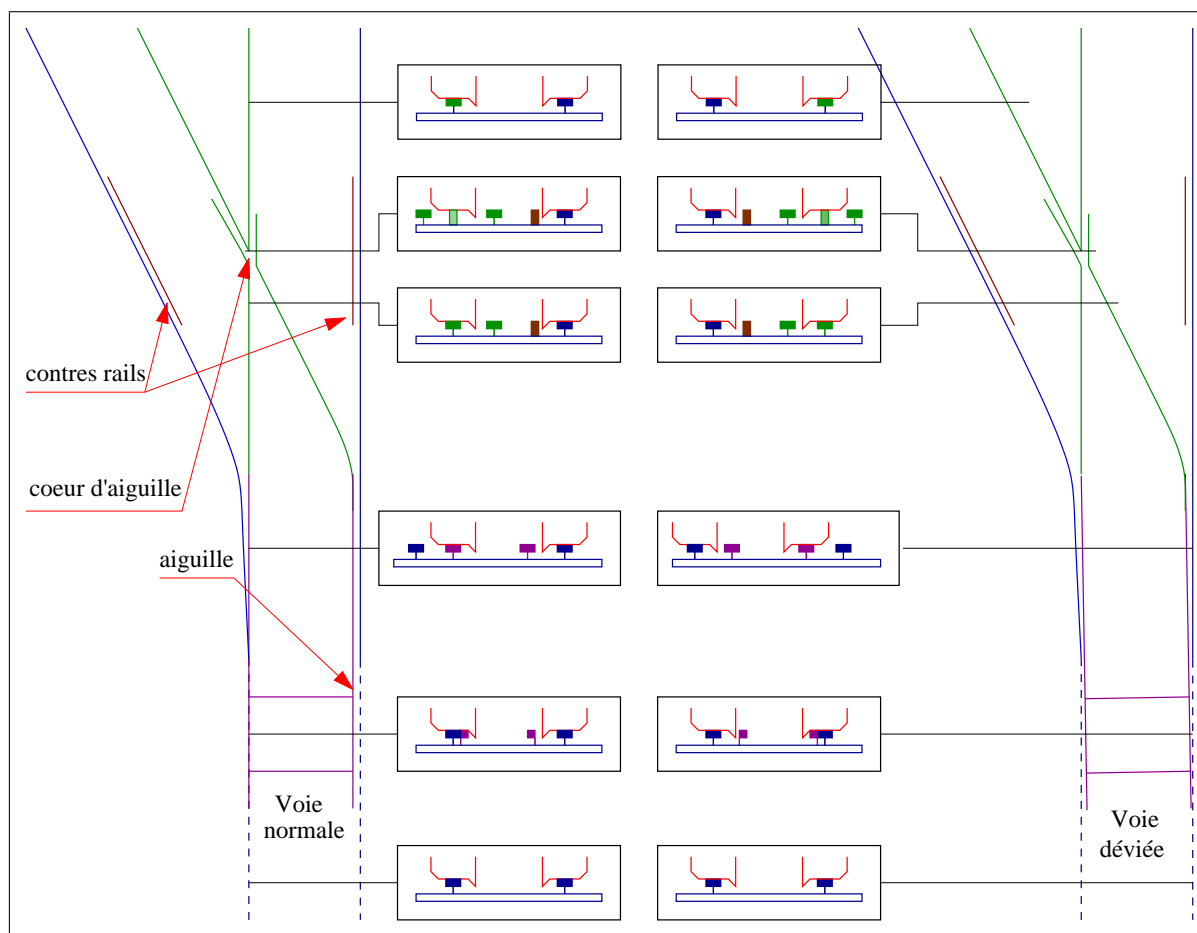 contres rails
coeur d'aiguille
aiguille
Voie
normale
Voie
déviée